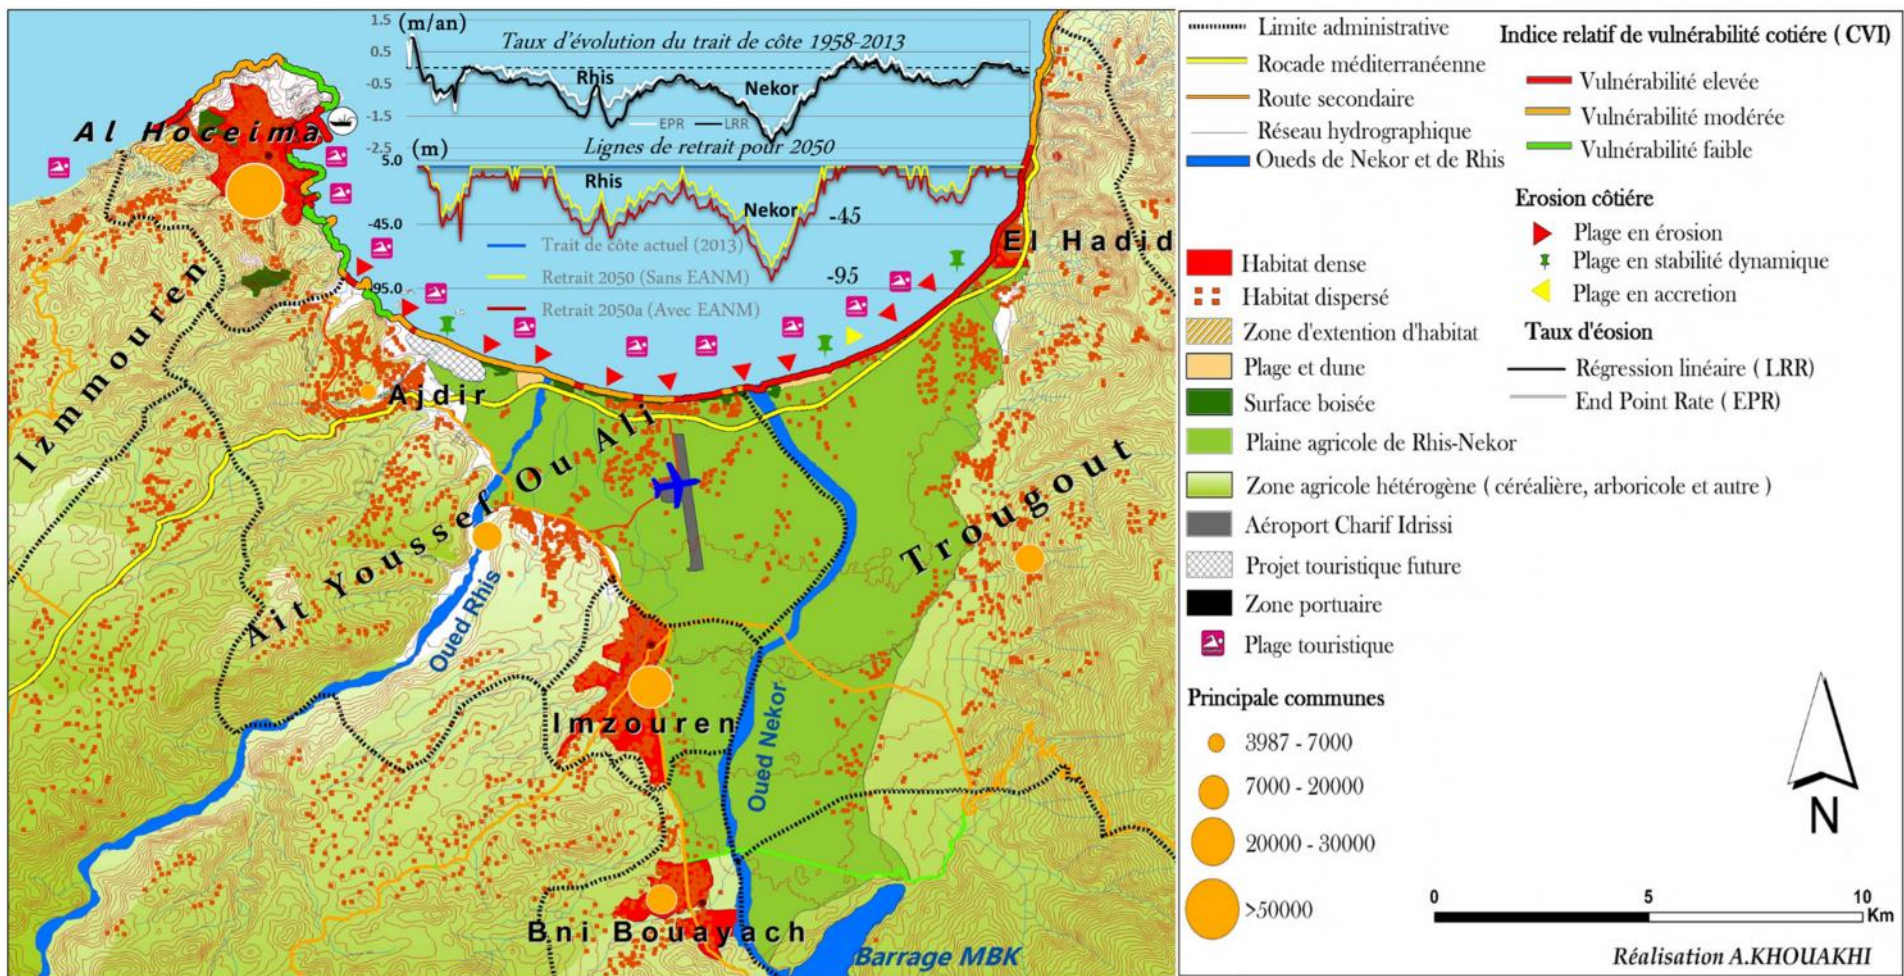 1.5
(m/an)
Taux d'évolution du trait de côte 1958-2013
0.5
-0.5
Rhis
Nekor
-1.5
EPR
LRR
-2.5
(m)
Lignes de retrait pour 2050
5.0
Rhis
Nekor
-45
-45.0
Trait de côte actuel (2013)
Retrait 2050 (Sans EANM)
-95
-95.0
Retrait 2050a (Avec EANM)
Al Hoceima
El Hadid
Izmmouren
Ajdir
Ait Youssef Ou Ali
Trougout
Oued Rhis
Imzouren
Oued Nekor
Bni Bouayach
Barrage MBK
Limite administrative
Rocade méditerranéenne
Route secondaire
Réseau hydrographique
Oueds de Nekor et de Rhis
Habitat dense
Habitat dispersé
Zone d'extention d'habitat
Plage et dune
Surface boisée
Plaine agricole de Rhis-Nekor
Zone agricole hétérogène ( céréalière, arboricole et autre )
Aéroport Charif Idrissi
Projet touristique future
Zone portuaire
Plage touristique
Principale communes
3987 - 7000
7000 - 20000
20000 - 30000
>50000
Indice relatif de vulnérabilité cotiére ( CVI)
Vulnérabilité elevée
Vulnérabilité modérée
Vulnérabilité faible
Erosion côtiére
Plage en érosion
Plage en stabilité dynamique
Plage en accretion
Taux d'éosion
Régression linéaire ( LRR)
End Point Rate ( EPR)
N
0
5
10
Km
Réalisation A.KHOUAKHI